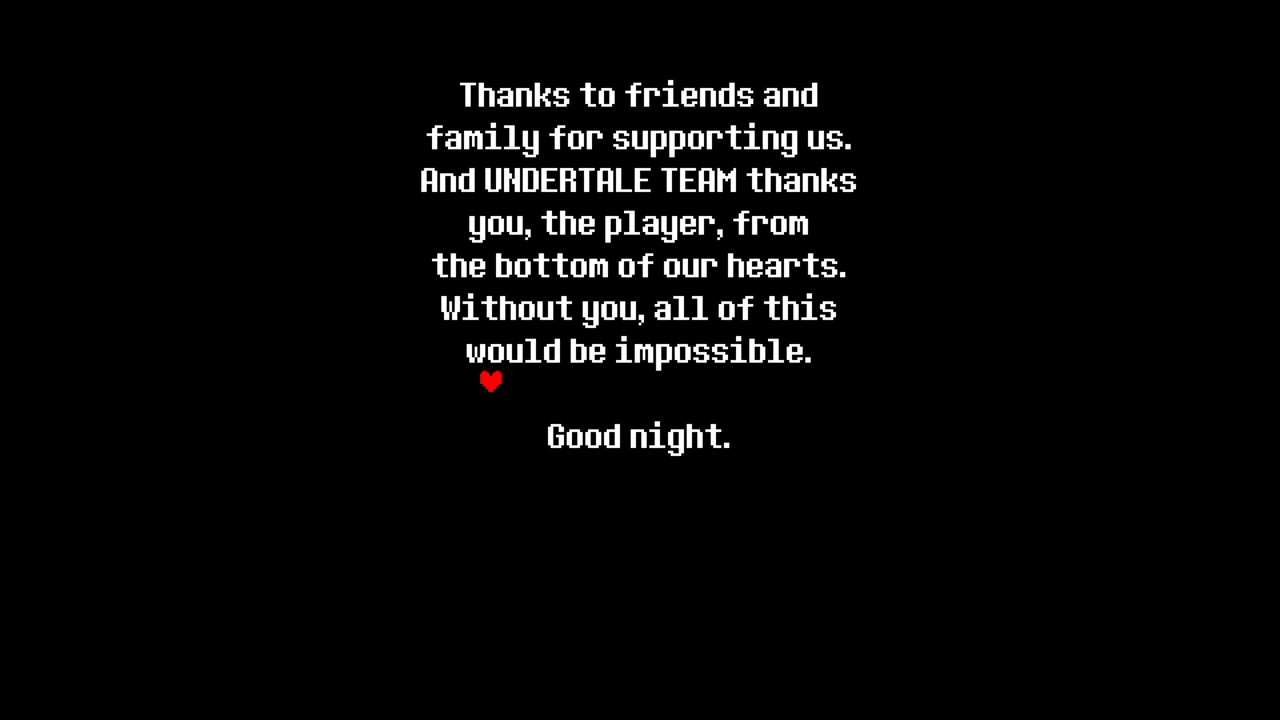 Thanks to friends and
family for supporting us.
And UNDERTALE TEAM thanks
you, the player, from
the bottom of our hearts.
Without you, all of this
would be impossible.
Good night.